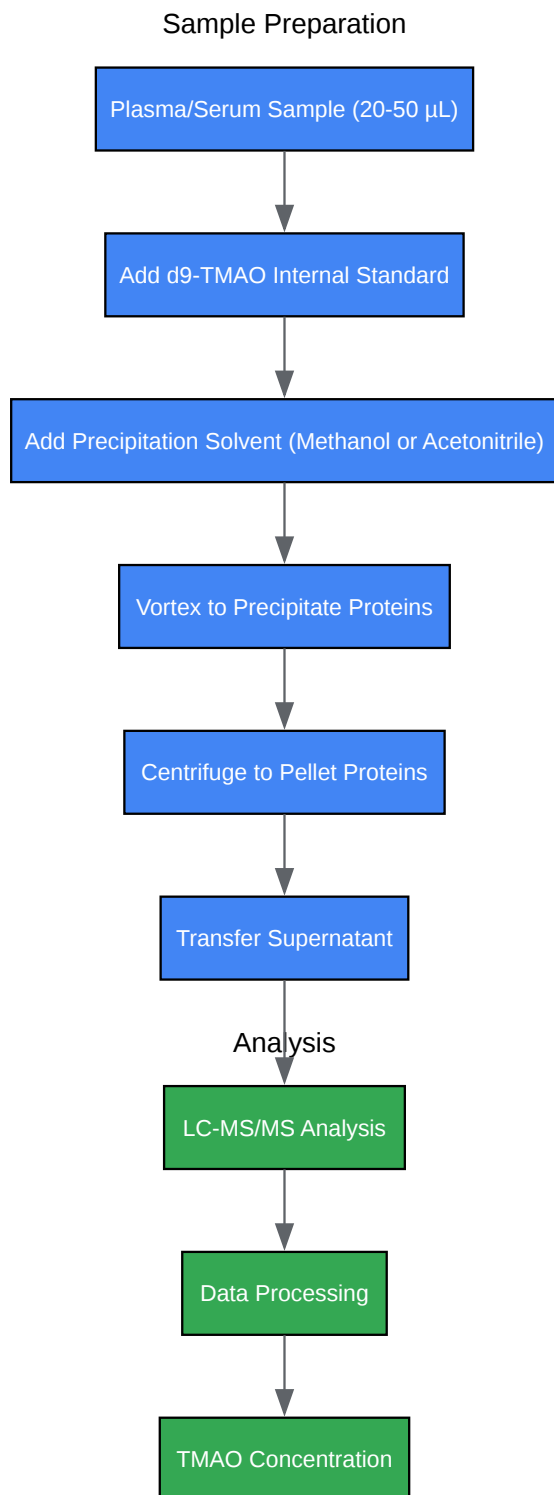 Sample Preparation
Plasma/Serum Sample (20-50 µL)
Add d9-TMAO Internal Standard
Add Precipitation Solvent (Methanol or Acetonitrile)
Vortex to Precipitate Proteins
Centrifuge to Pellet Proteins
Transfer Supernatant
Analysis
LC-MS/MS Analysis
Data Processing
TMAO Concentration